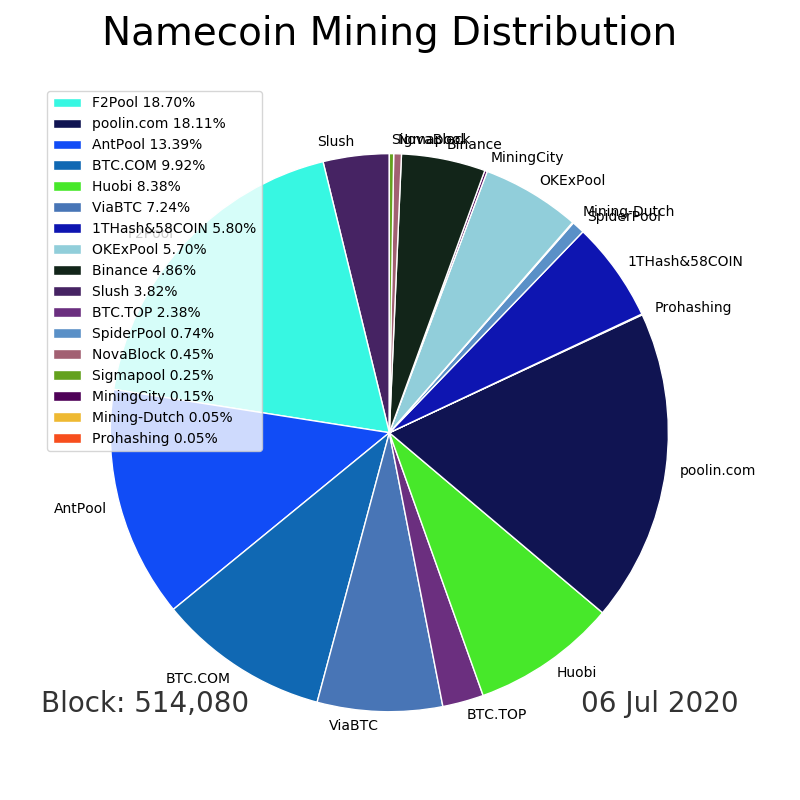 Namecoin Mining Distribution
F2Pool 18.70%
poolin.com 18.11%
AntPool 13.39%
BTC.COM 9.92%
Huobi 8.38%
ViaBTC 7.24%
1THash&58COIN 5.80%
OKExPool 5.70%
Binance 4.86%
Slush 3.82%
BTC.TOP 2.38%
SpiderPool 0.74%
NovaBlock 0.45%
Sigmapool 0.25%
MiningCity 0.15%
Mining-Dutch 0.05%
Prohashing 0.05%
Slush
Sigmapool
NovaBlock
Binance
MiningCity
OKExPool
Mining-Dutch
SpiderPool
1THash&58COIN
Prohashing
poolin.com
Huobi
BTC.TOP
ViaBTC
BTC.COM
AntPool
F2Pool
Block: 514,080
06 Jul 2020